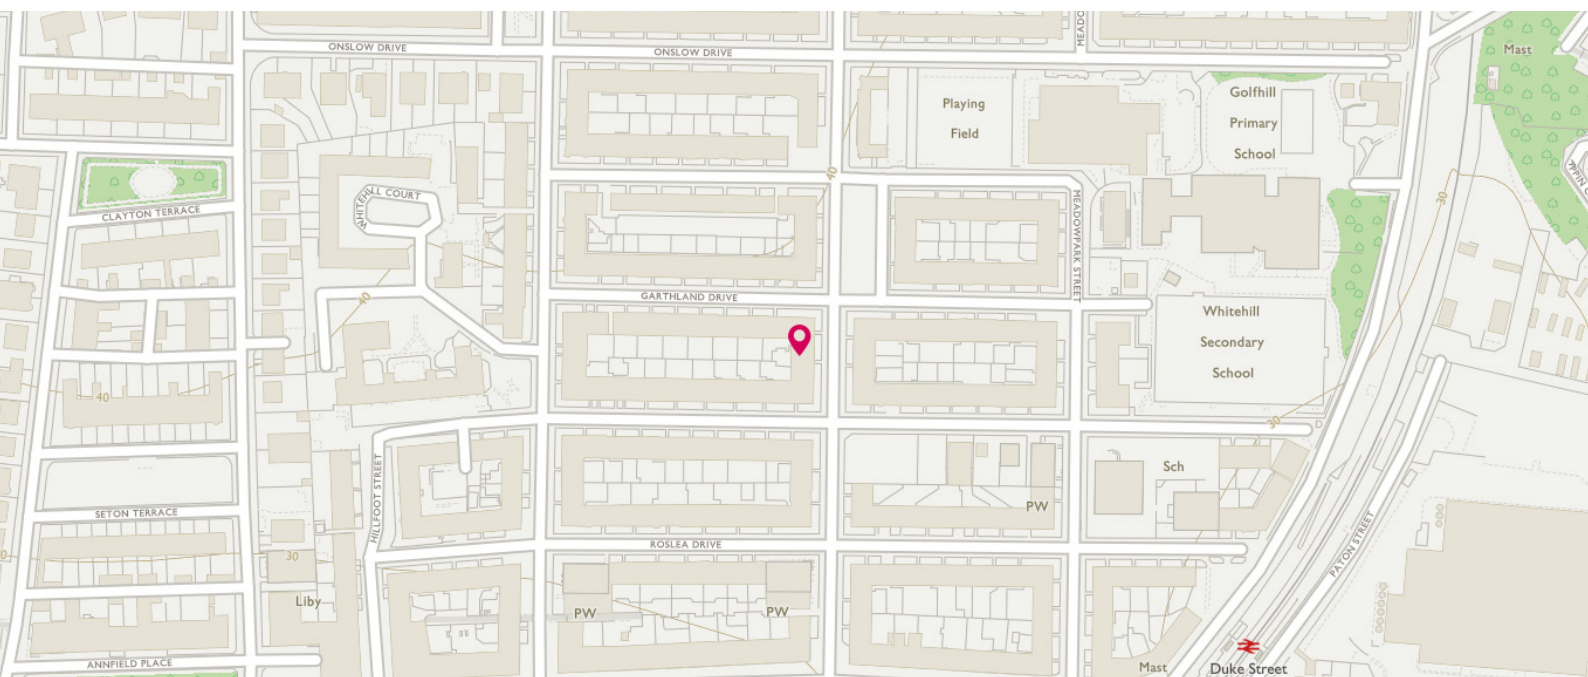 ONSLOW DRIVE
ONSLOW DRIVE
MEADO
Mast
Playing
Field
Golfhill
Primary
School
40
MEADOWPARK STREET
WHITEHILL COURT
CLAYTON TERRACE
30
GARTHLAND DRIVE
40
Whitehill
Secondary
School
40
30
HILLFOOT STREET
Sch
PW
SETON TERRACE
ROSLEA DRIVE
PATON STREET
30
Liby
PW
PW
ANNFIELD PLACE
Mast
Duke Street